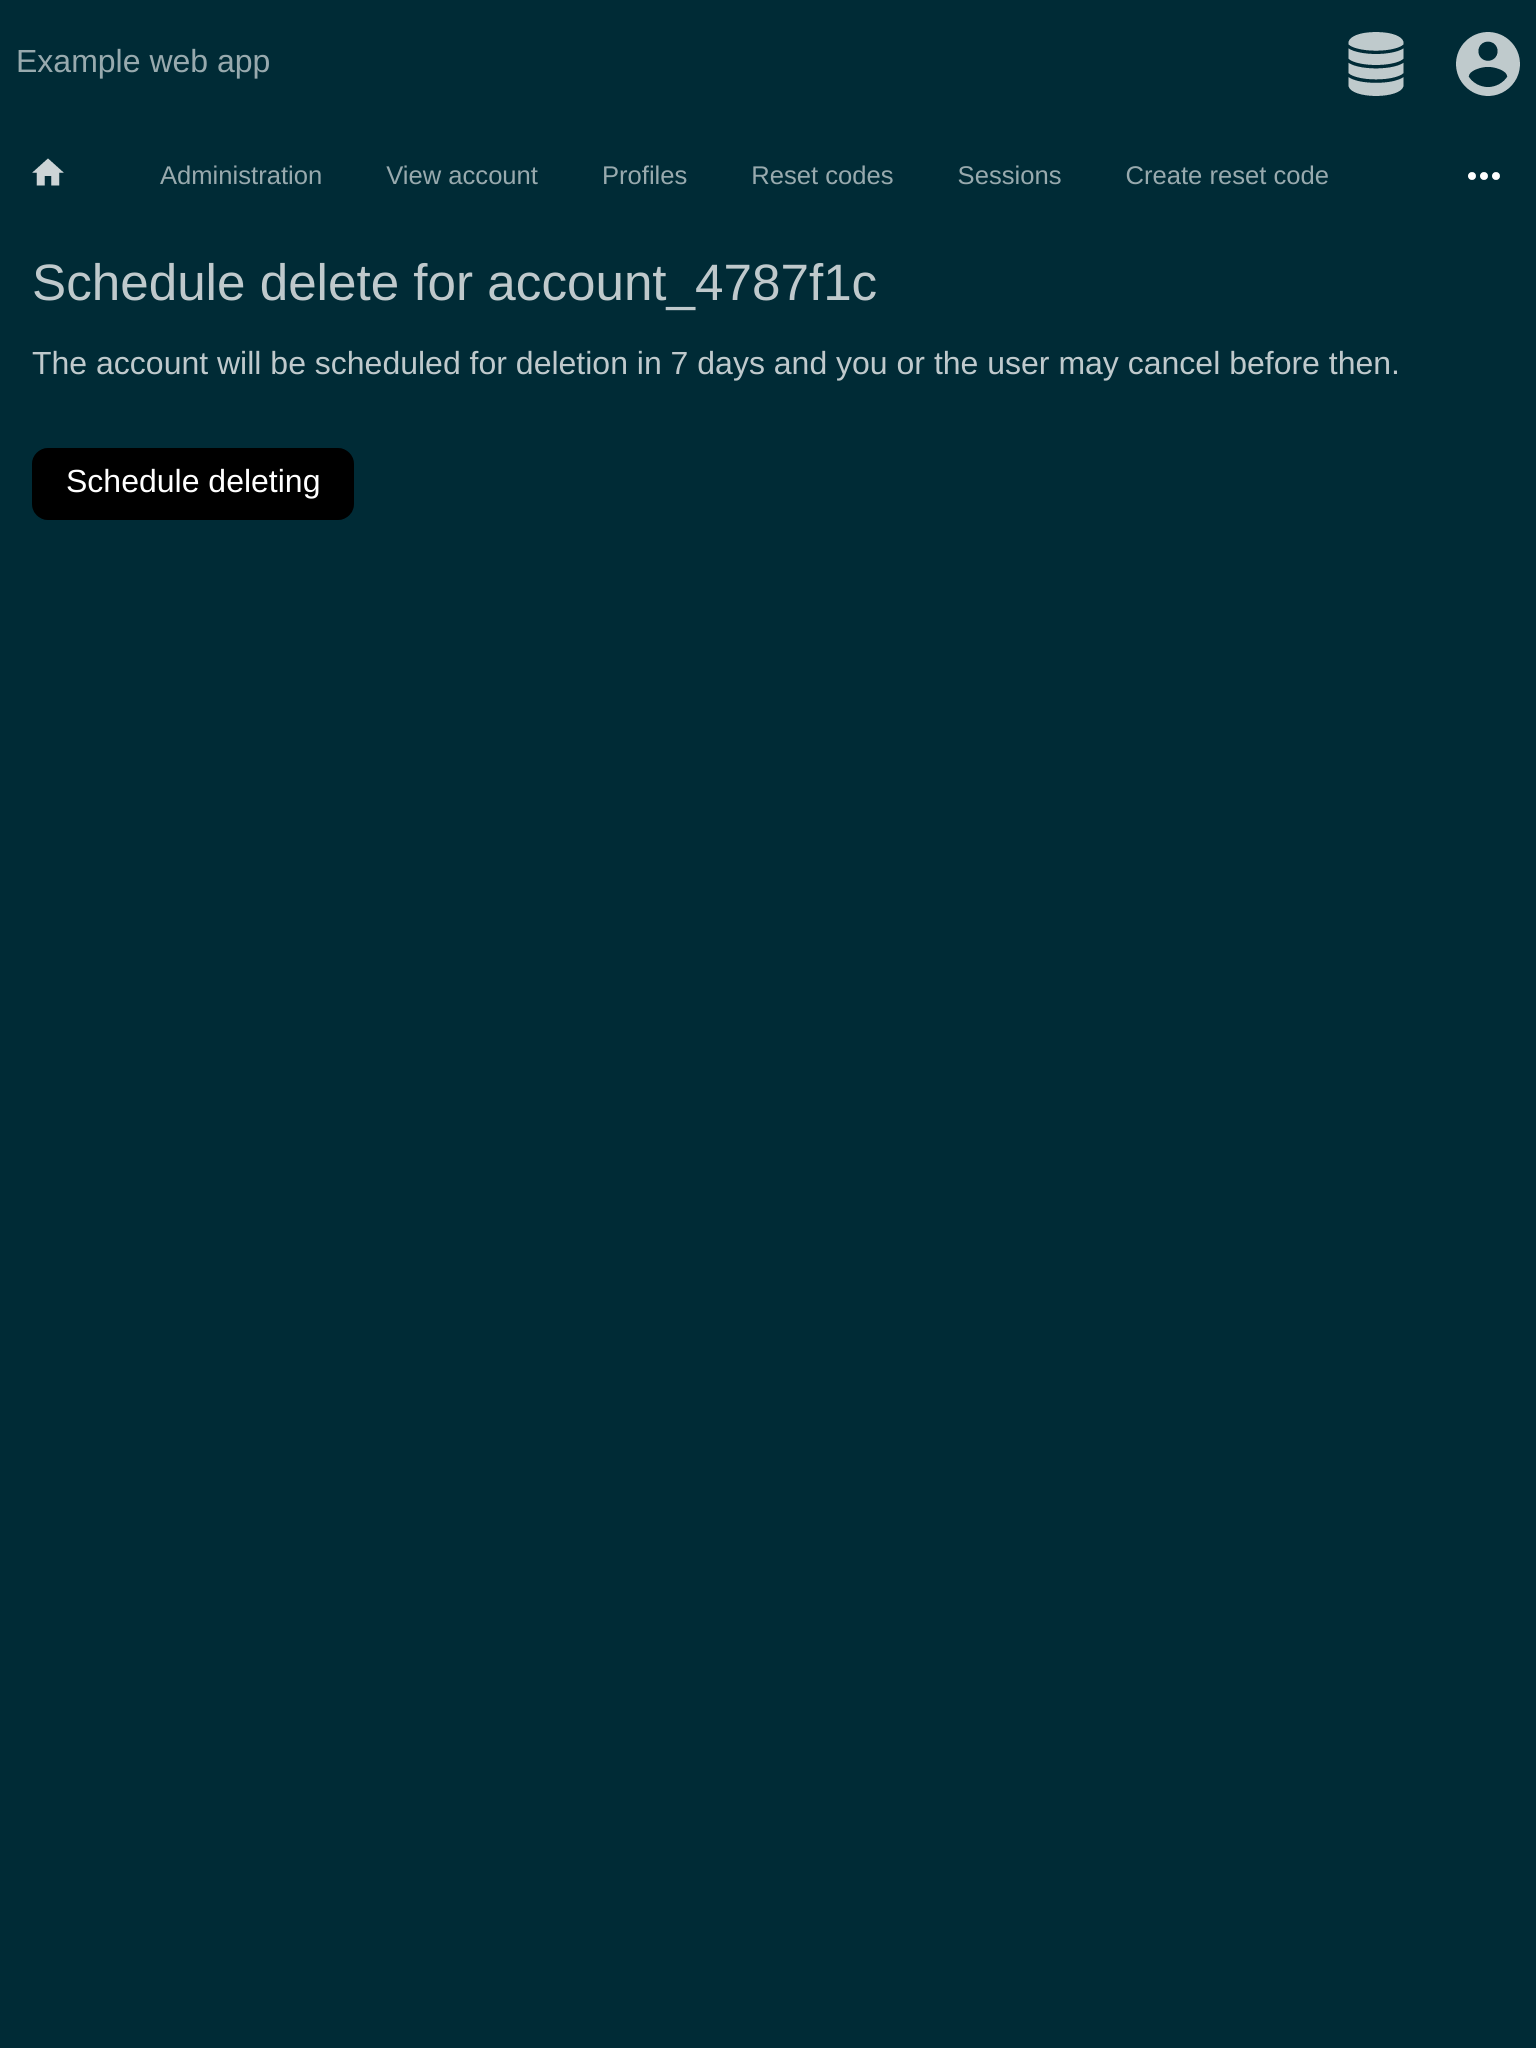 Example web app
Administration View account Profiles Reset codes Sessions Create reset code
Schedule delete for account_4787f1c
The account will be scheduled for deletion in 7 days and you or the user may cancel before then.
Schedule deleting